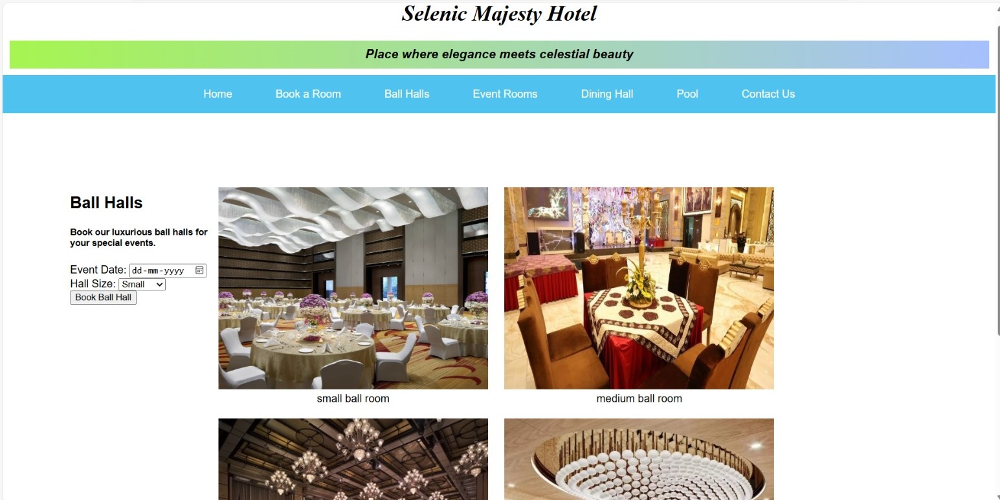 Selenic Majesty Hotel
Place where elegance meets celestial beauty
Home Book a Room Ball Halls Event Rooms Dining Hall Pool Contact Us
Ball Halls
Book our luxurious ball halls for
your special events.
Event Date: dd-mm-yyyy
Hall Size: Small
Book Ball Hall
small ball room
medium ball room